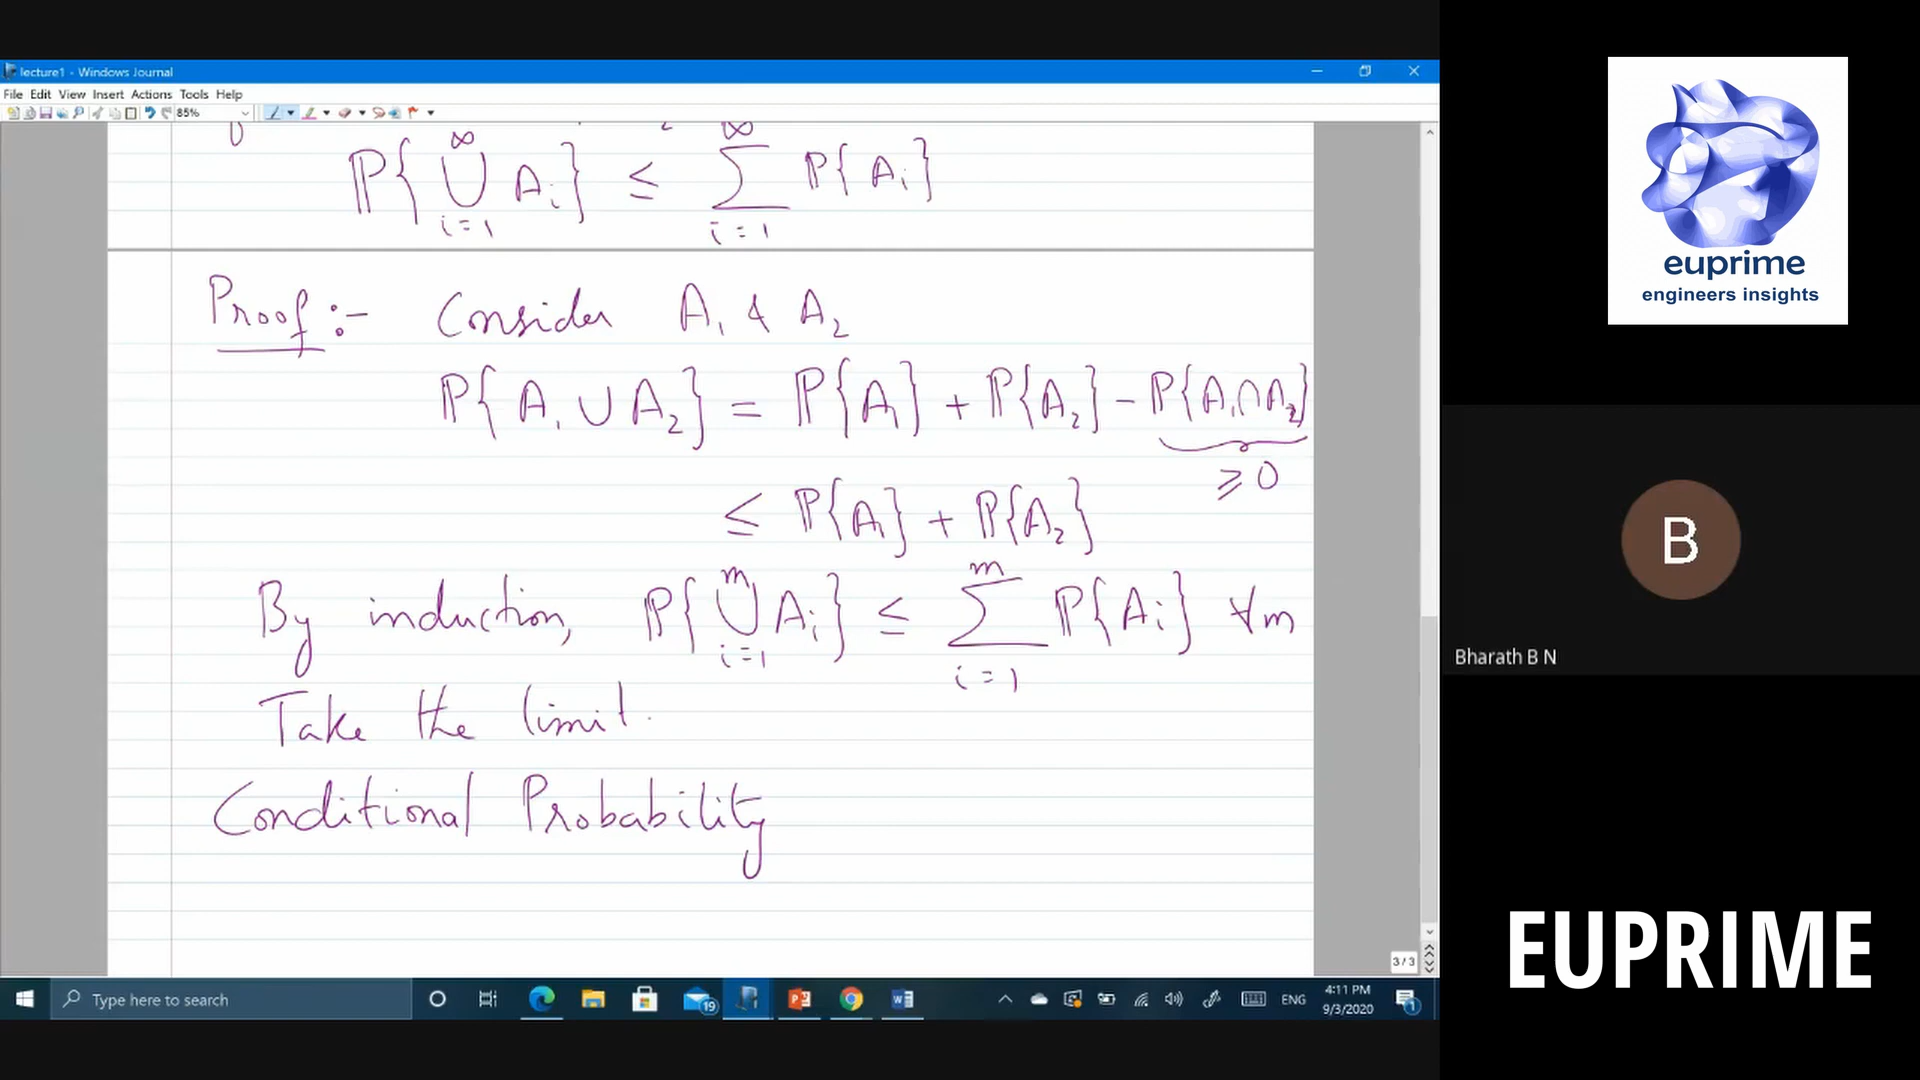 lecture1 - Windows Journal
File Edit View Insert Actions Tools Help
85%
P{ ∞ ⋃ i=1 A_i } ≤ ∞ ∑ i=1 P{A_i}
Proof :- Consider A_1 & A_2
P{A_1 ∪ A_2} = P{A_1} + P{A_2} - P{A_1∩A_2}
≥ 0
≤ P{A_1} + P{A_2}
By induction, P{ m ⋃ i=1 A_i } ≤ m ∑ i=1 P{A_i} ∀m
Take the limit.
Conditional Probability
3 / 3
Type here to search
19
ENG
4:11 PM
9/3/2020
1
euprime
engineers insights
B
Bharath B N
EUPRIME